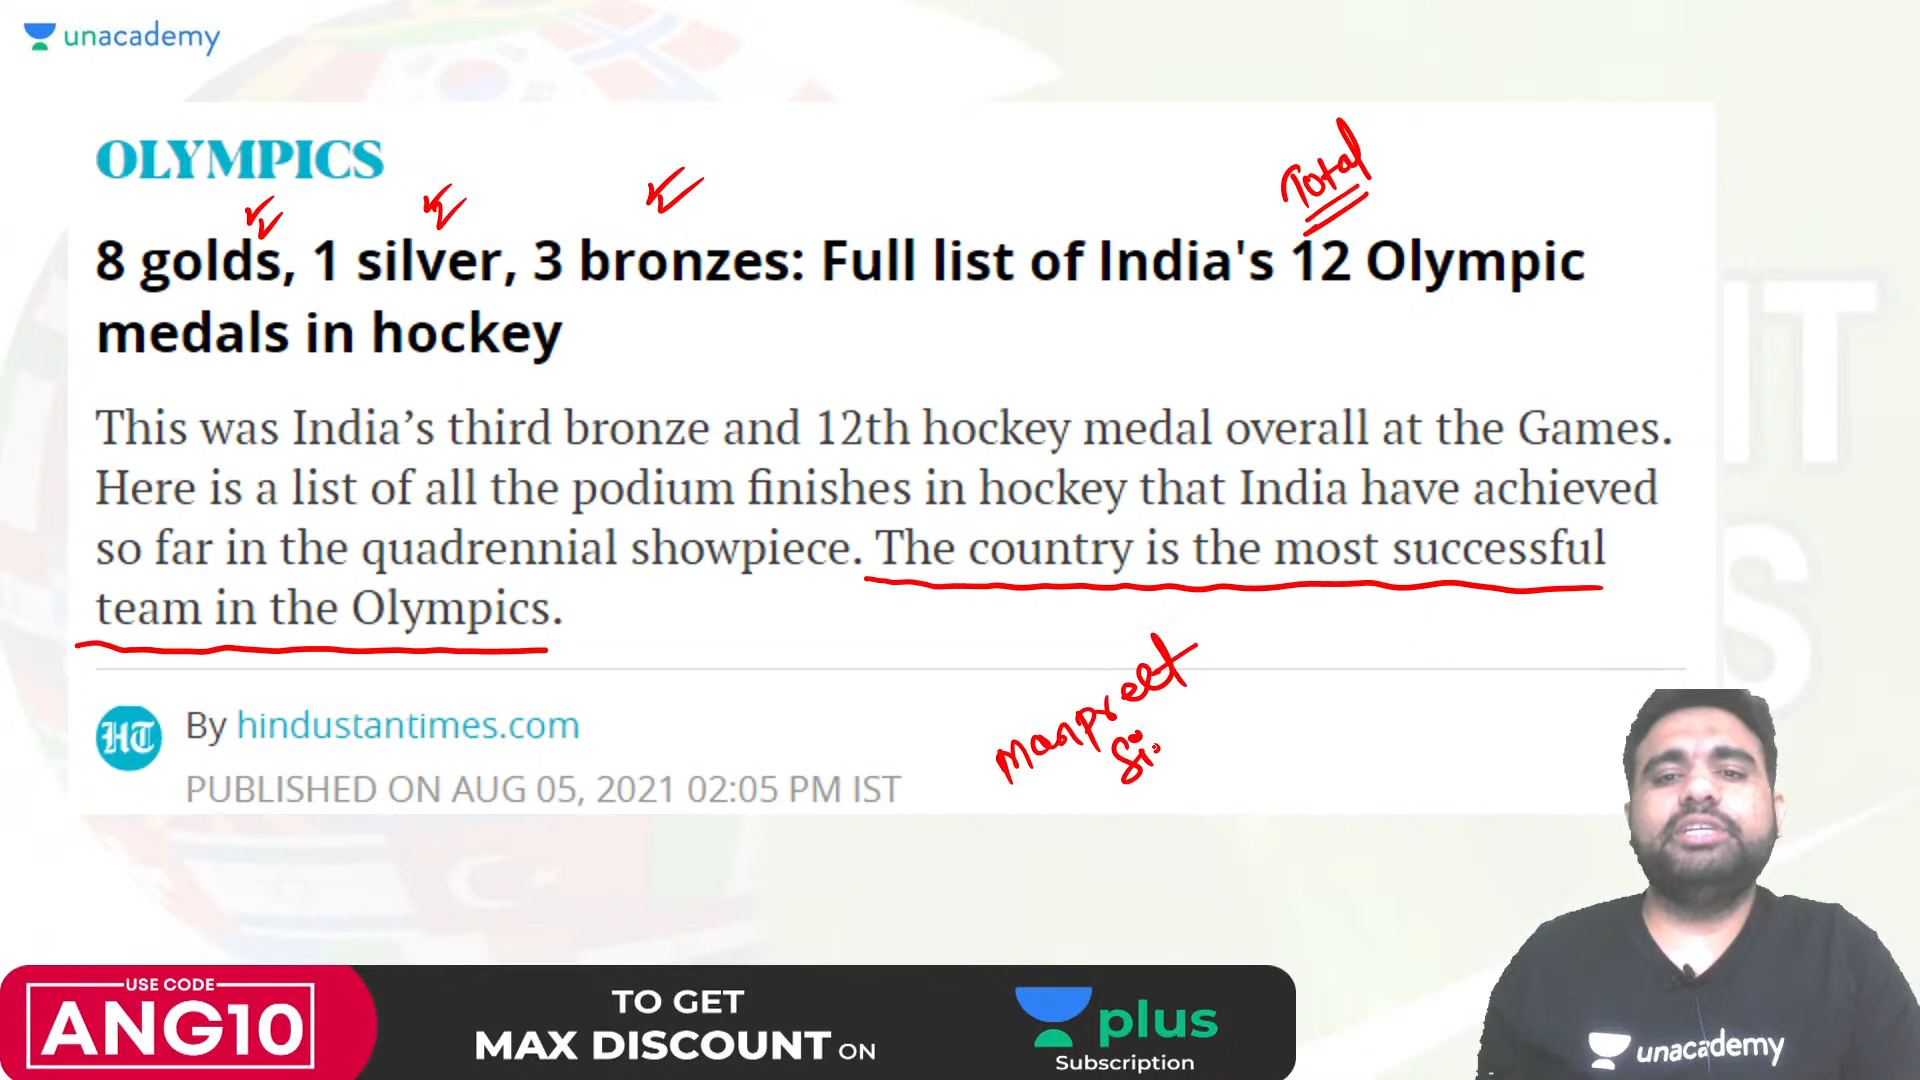 unacademy
OLYMPICS
Total
8 golds, 1 silver, 3 bronzes: Full list of India's 12 Olympic
medals in hockey
This was India’s third bronze and 12th hockey medal overall at the Games.
Here is a list of all the podium finishes in hockey that India have achieved
so far in the quadrennial showpiece. The country is the most successful
team in the Olympics.
Manpreet
Si
HT
By hindustantimes.com
PUBLISHED ON AUG 05, 2021 02:05 PM IST
USE CODE
ANG10
TO GET
MAX DISCOUNT ON
plus
Subscription
unacademy